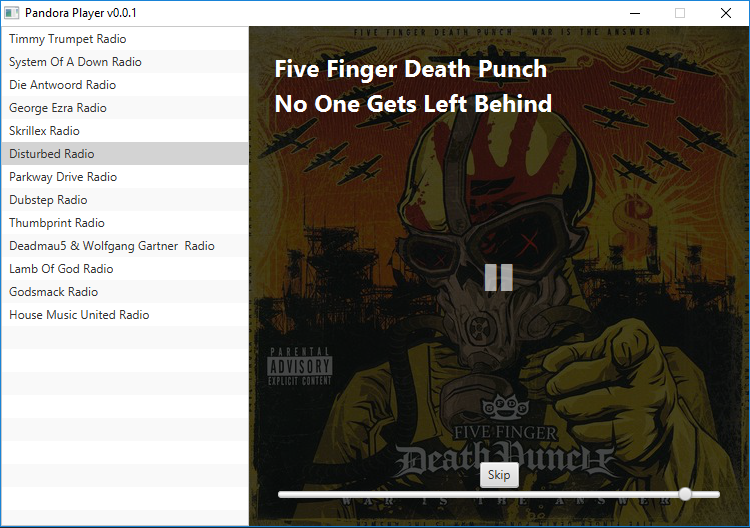 Pandora Player v0.0.1
Timmy Trumpet Radio
System Of A Down Radio
Die Antwoord Radio
George Ezra Radio
Skrillex Radio
Disturbed Radio
Parkway Drive Radio
Dubstep Radio
Thumbprint Radio
Deadmau5 & Wolfgang Gartner  Radio
Lamb Of God Radio
Godsmack Radio
House Music United Radio
FIVE FINGER DEATH PUNCH WAR IS THE ANSWER
Five Finger Death Punch
No One Gets Left Behind
PARENTAL
ADVISORY
EXPLICIT CONTENT
FFDP
FIVE FINGER
Death Punch
Skip
WAR IS THE ANSWER